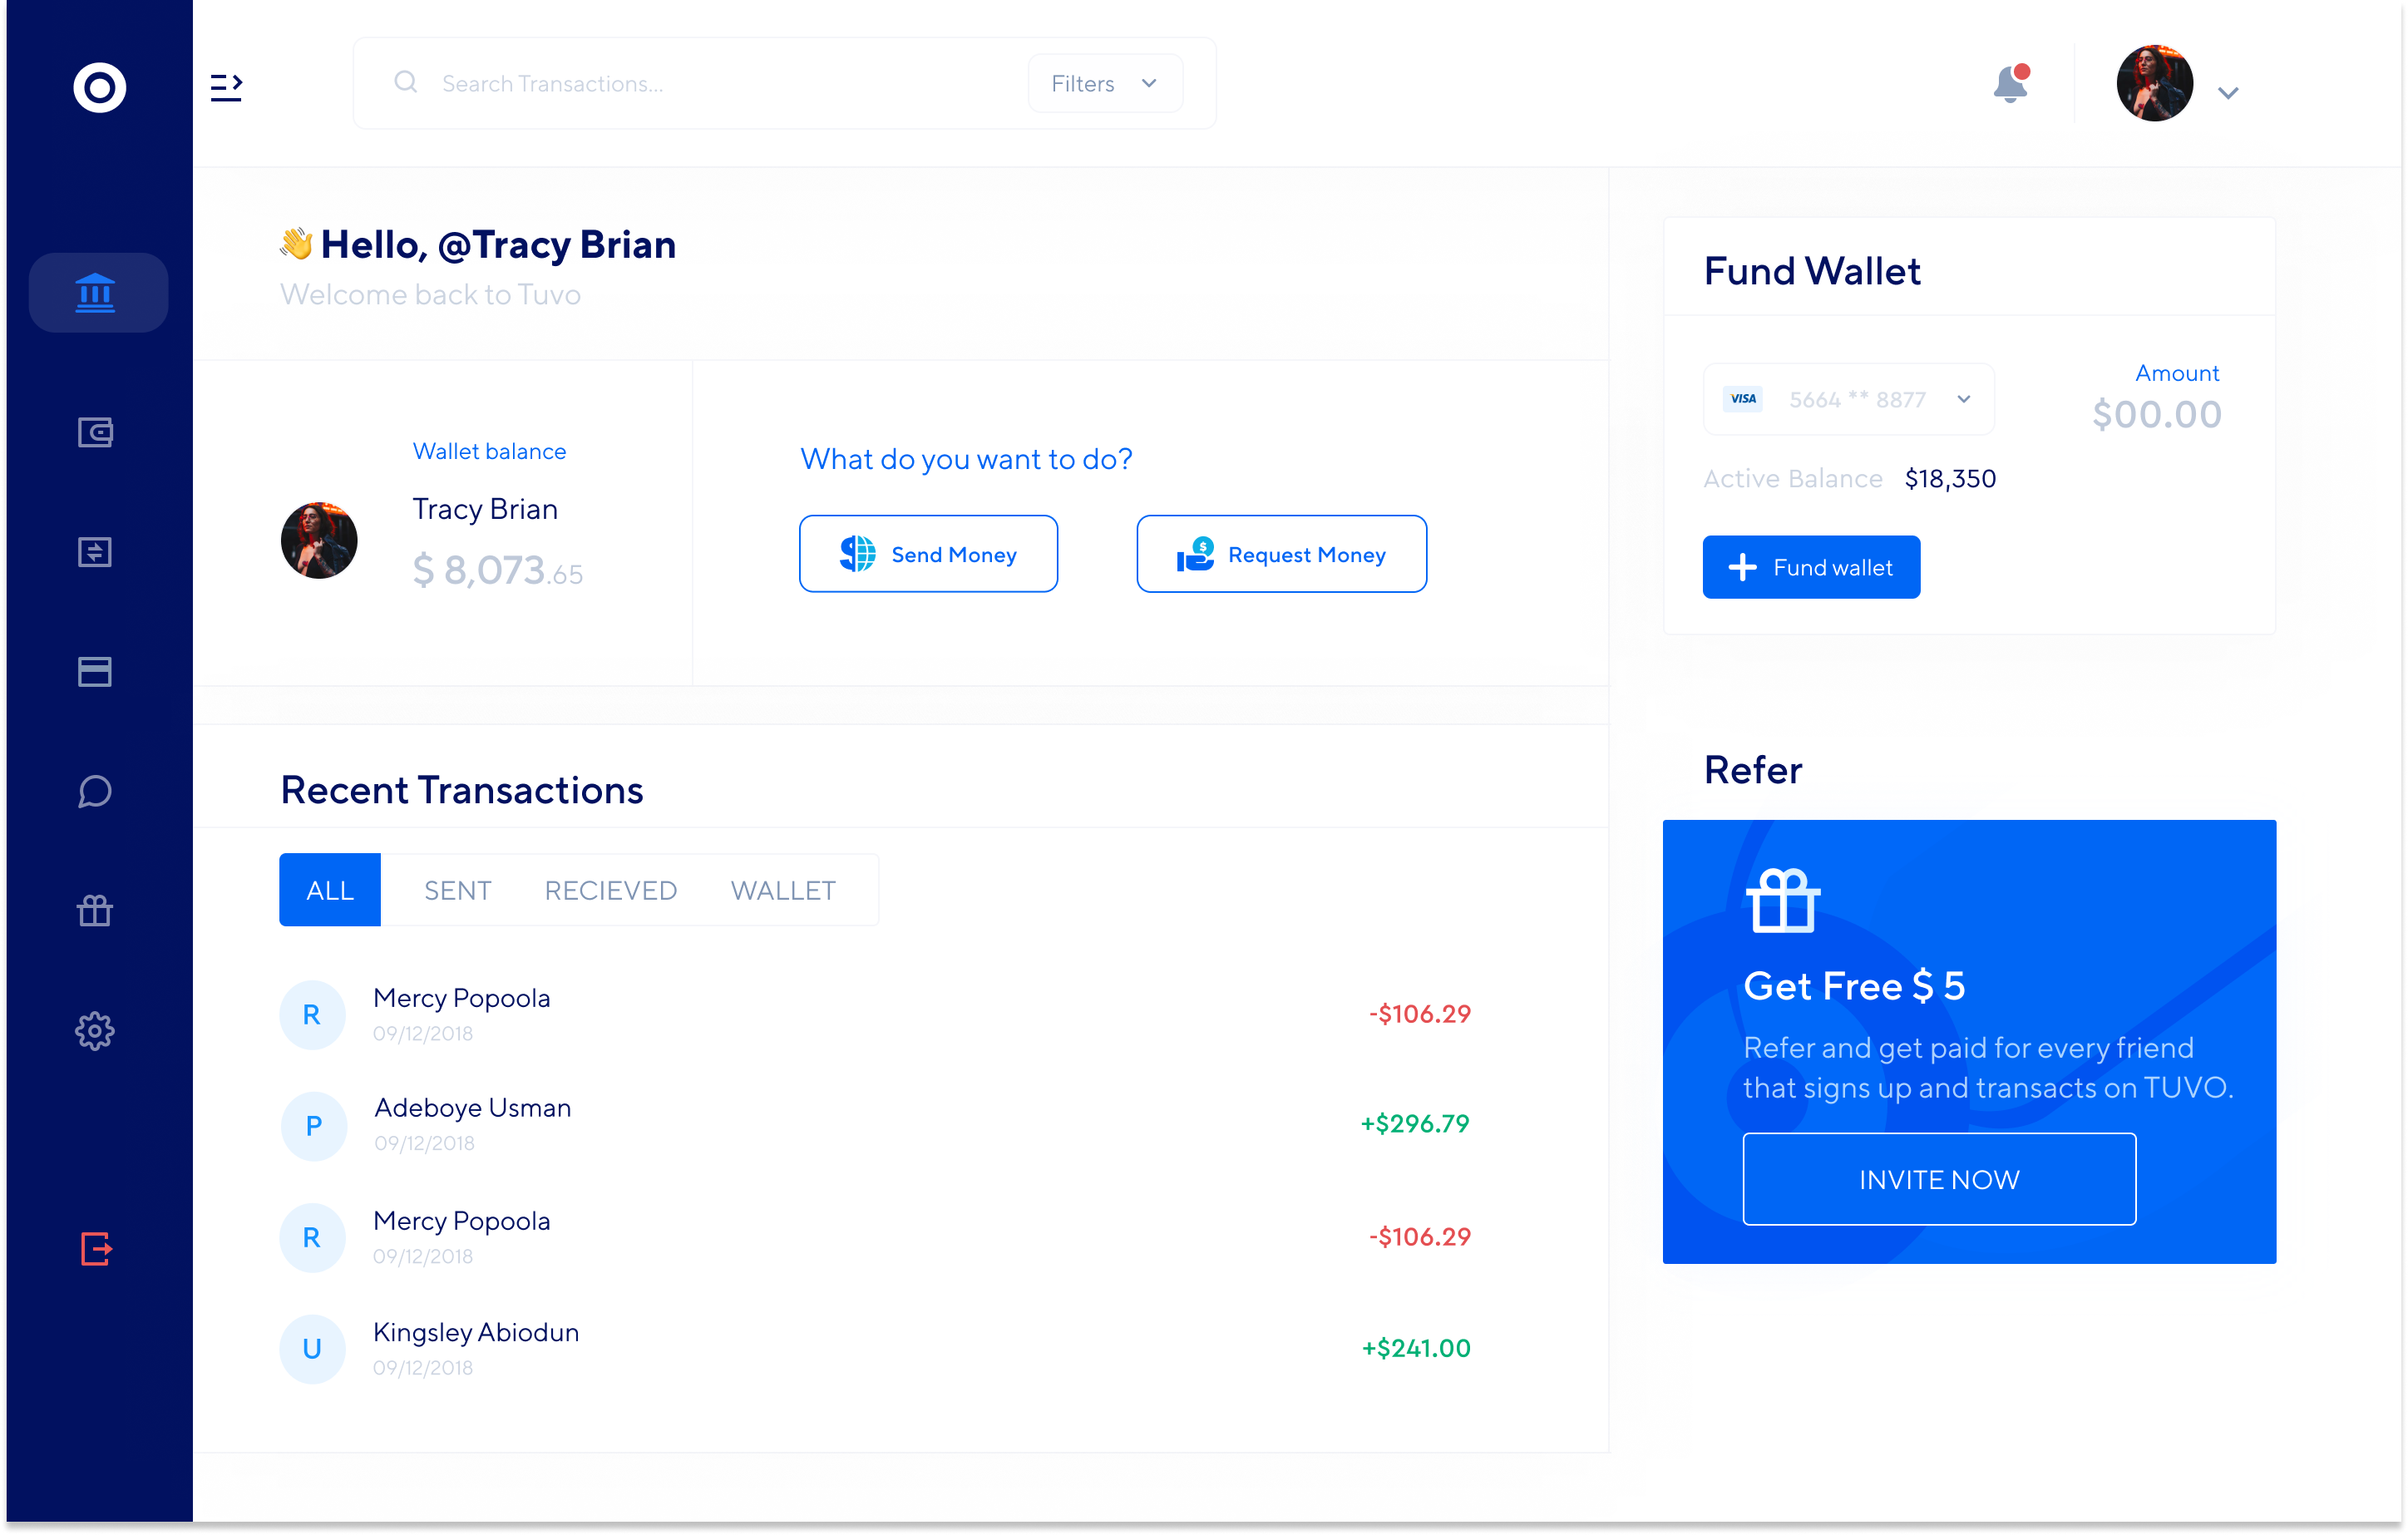 Search Transactions...
Filters
👋 Hello, @Tracy Brian
Welcome back to Tuvo
Wallet balance
Tracy Brian
$ 8,073.65
What do you want to do?
Send Money
Request Money
Fund Wallet
VISA 5664 ** 8877
Amount
$00.00
Active Balance $18,350
Fund wallet
Recent Transactions
ALL SENT RECIEVED WALLET
R
Mercy Popoola
09/12/2018
-$106.29
P
Adeboye Usman
09/12/2018
+$296.79
R
Mercy Popoola
09/12/2018
-$106.29
U
Kingsley Abiodun
09/12/2018
+$241.00
Refer
Get Free $ 5
Refer and get paid for every friend
that signs up and transacts on TUVO.
INVITE NOW